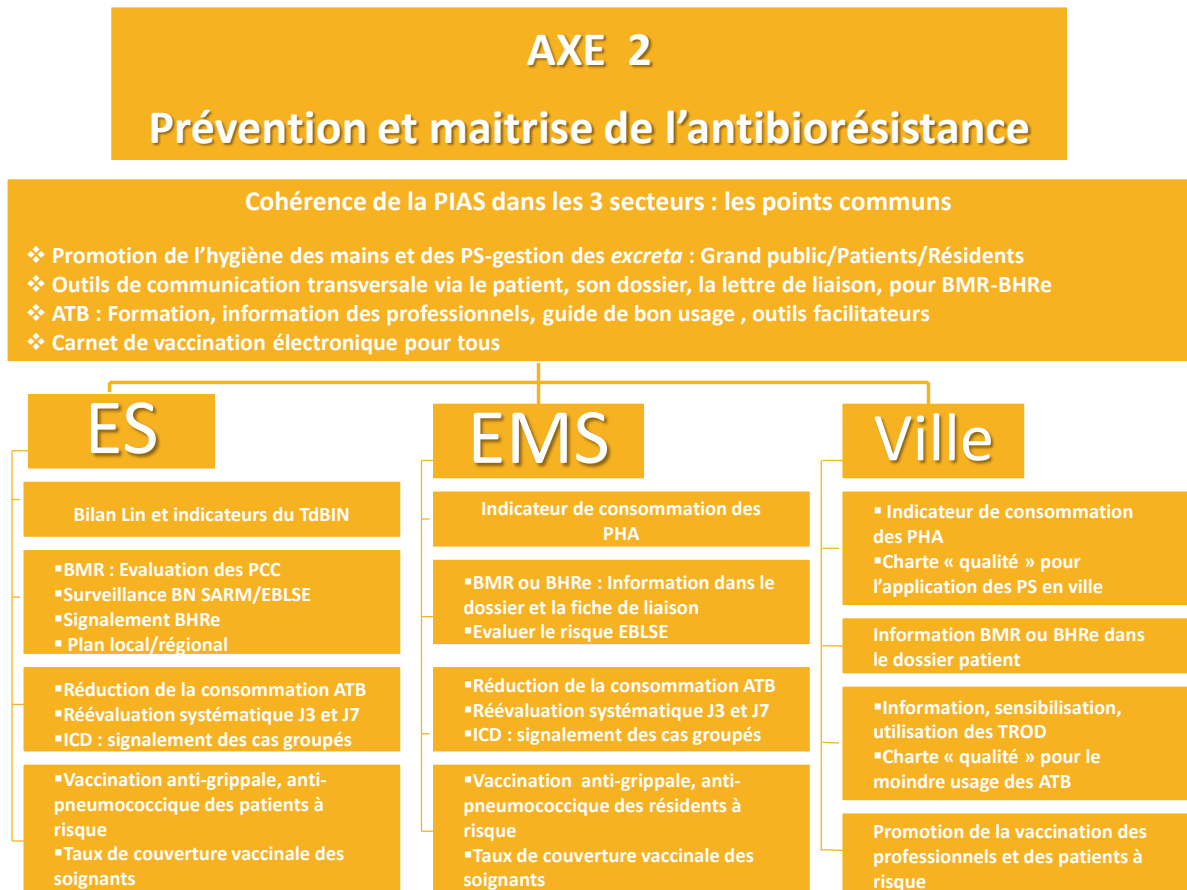 AXE 2
Prévention et maitrise de l'antibiorésistance
Cohérence de la PIAS dans les 3 secteurs : les points communs
❖ Promotion de l'hygiène des mains et des PS-gestion des excreta : Grand public/Patients/Résidents
❖ Outils de communication transversale via le patient, son dossier, la lettre de liaison, pour BMR-BHRe
❖ ATB : Formation, information des professionnels, guide de bon usage , outils facilitateurs
❖ Carnet de vaccination électronique pour tous
ES
Bilan Lin et indicateurs du TdBIN
▪BMR : Evaluation des PCC
▪Surveillance BN SARM/EBLSE
▪Signalement BHRe
▪ Plan local/régional
▪Réduction de la consommation ATB
▪Réévaluation systématique J3 et J7
▪ICD : signalement des cas groupés
▪Vaccination anti-grippale, anti-
pneumococcique des patients à
risque
▪Taux de couverture vaccinale des
soignants
EMS
Indicateur de consommation des
PHA
▪BMR ou BHRe : Information dans le
dossier et la fiche de liaison
▪Evaluer le risque EBLSE
▪Réduction de la consommation ATB
▪Réévaluation systématique J3 et J7
▪ICD : signalement des cas groupés
▪Vaccination anti-grippale, anti-
pneumococcique des résidents à
risque
▪Taux de couverture vaccinale des
soignants
Ville
▪ Indicateur de consommation
des PHA
▪Charte « qualité » pour
l'application des PS en ville
Information BMR ou BHRe dans
le dossier patient
▪Information, sensibilisation,
utilisation des TROD
▪Charte « qualité » pour le
moindre usage des ATB
Promotion de la vaccination des
professionnels et des patients à
risque